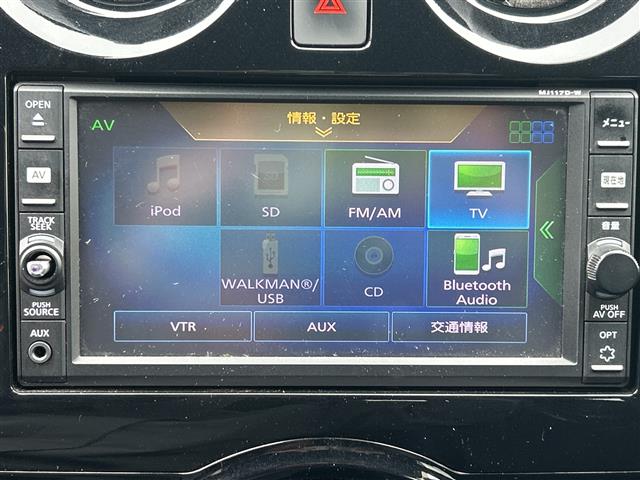 MJ117D-W
OPEN
AV
TRACK
SEEK
PUSH
SOURCE
AUX
AV
情報・設定
iPod
SD
FM/AM
TV
WALKMAN®/
USB
CD
Bluetooth
Audio
VTR
AUX
交通情報
メニュー
現在地
音量
PUSH
AV OFF
OPT